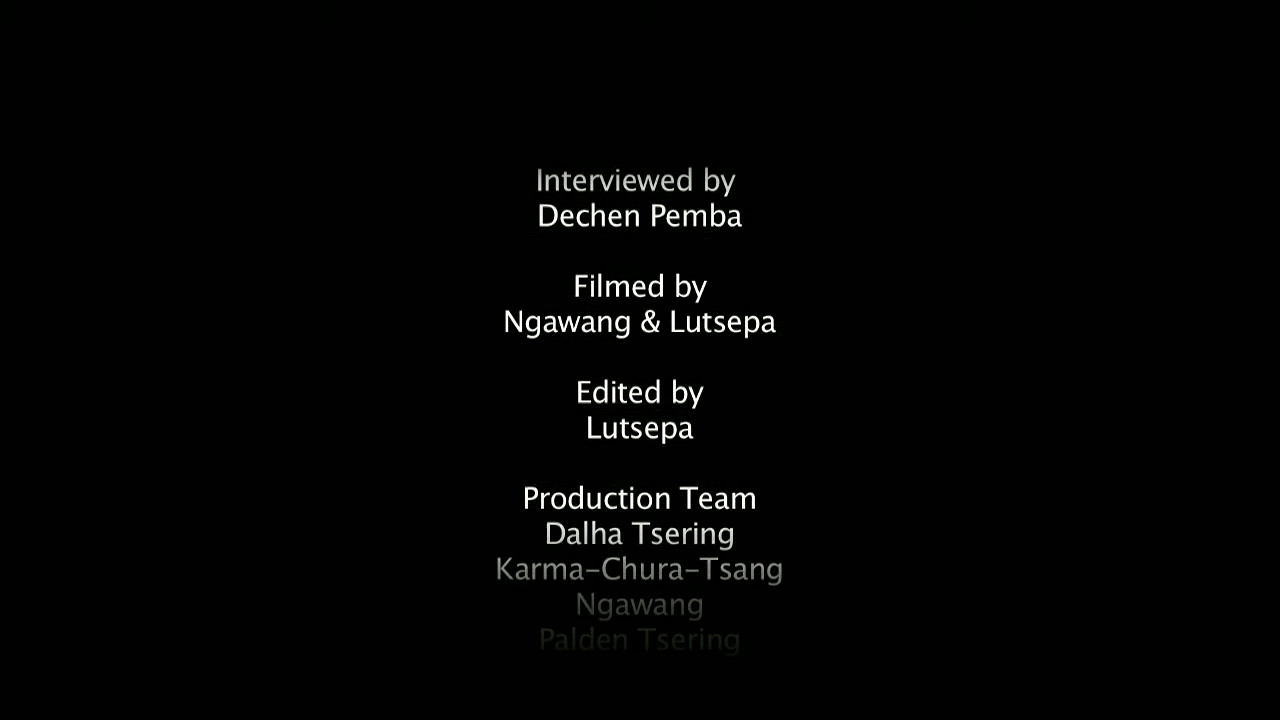 Interviewed by
Dechen Pemba
Filmed by
Ngawang & Lutsepa
Edited by
Lutsepa
Production Team
Dalha Tsering
Karma-Chura-Tsang
Ngawang
Palden Tsering